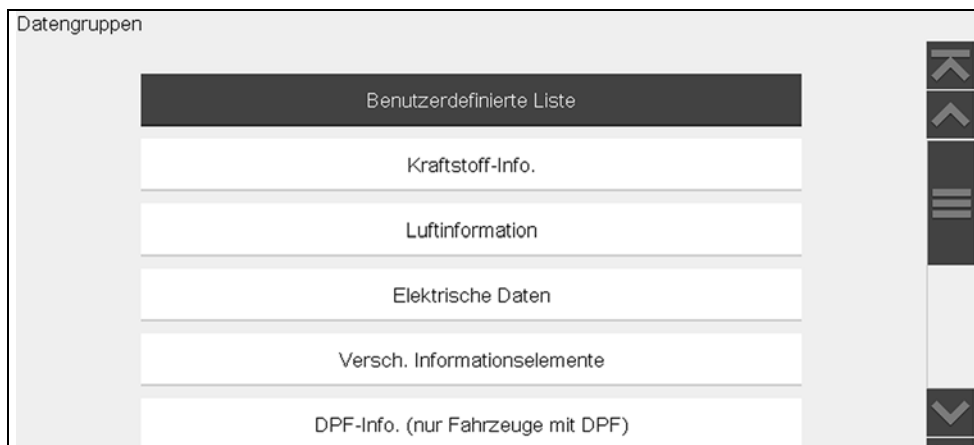 Datengruppen
Benutzerdefinierte Liste
Kraftstoff-Info.
Luftinformation
Elektrische Daten
Versch. Informationselemente
DPF-Info. (nur Fahrzeuge mit DPF)